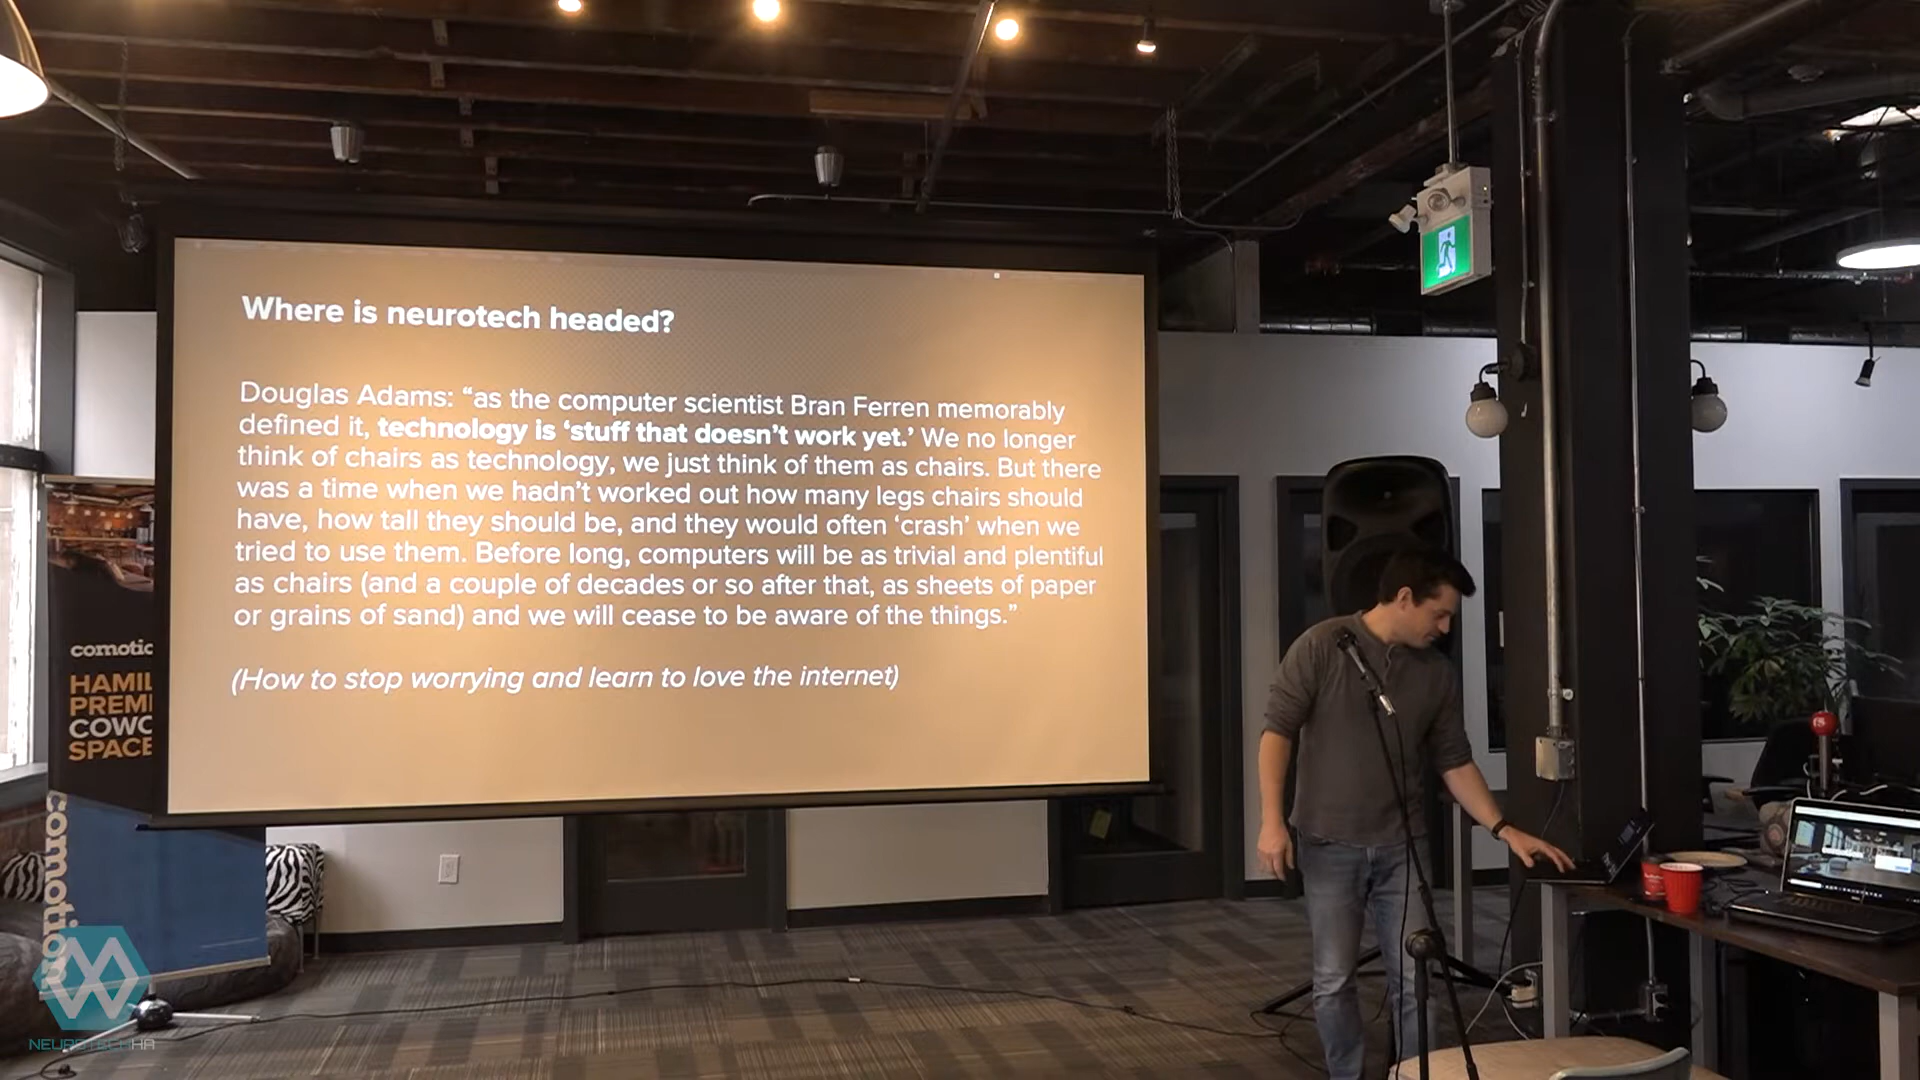 Where is neurotech headed?
Douglas Adams: “as the computer scientist Bran Ferren memorably
defined it, technology is ‘stuff that doesn’t work yet.’ We no longer
think of chairs as technology, we just think of them as chairs. But there
was a time when we hadn’t worked out how many legs chairs should
have, how tall they should be, and they would often ‘crash’ when we
tried to use them. Before long, computers will be as trivial and plentiful
as chairs (and a couple of decades or so after that, as sheets of paper
or grains of sand) and we will cease to be aware of the things.”
(How to stop worrying and learn to love the internet)
comotio
HAMIL
PREMI
COWO
SPACE
comotion
NEUROTECHHA